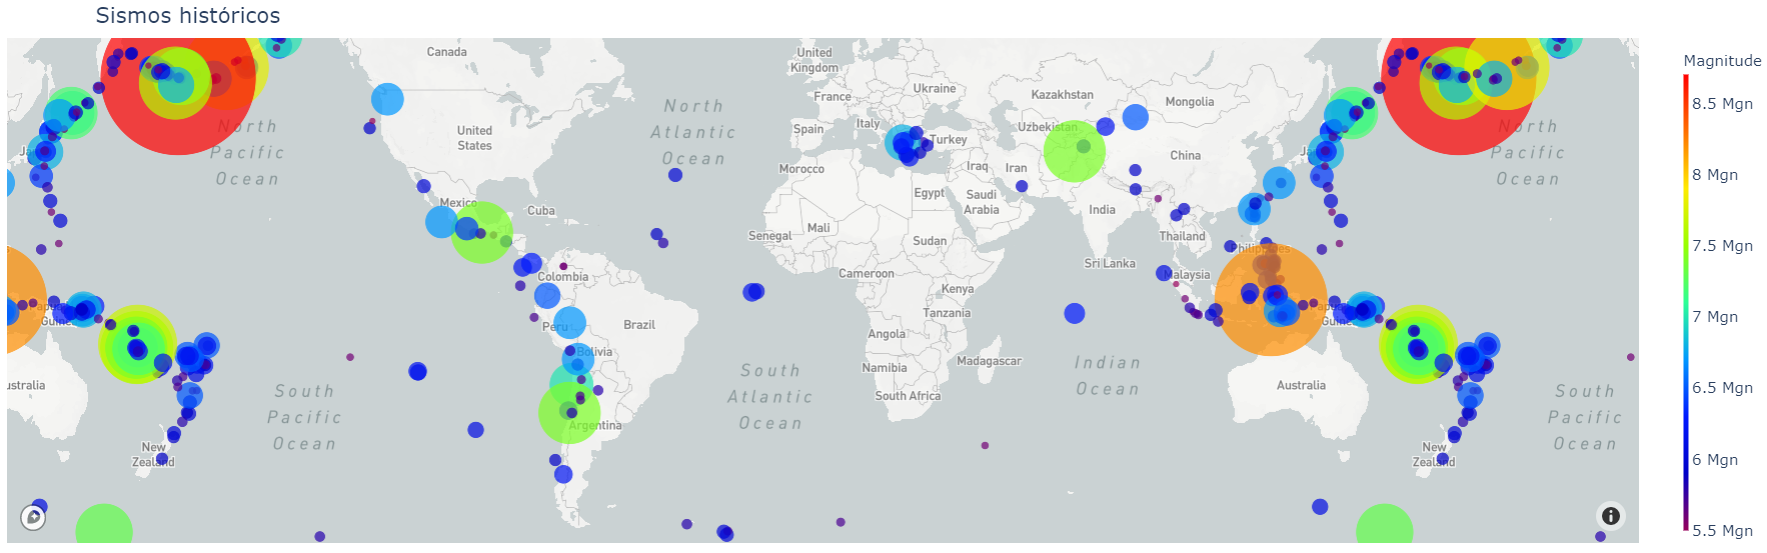 Sismos históricos
Canada
United
Kingdom
Ukraine
France
Kazakhstan
Mongolia
Italy
Spain
Uzbekistan
Turkey
United
States
North
Atlantic
Ocean
North
Pacific
Ocean
North
Pacific
Ocean
Morocco
Iraq
Iran
China
Egypt
Saudi
Arabia
India
Mexico
Cuba
Mali
Senegal
Sudan
Thailand
Philippines
Sri Lanka
Cameroon
Malaysia
Colombia
Kenya
Tanzania
Peru
Brazil
Angola
Bolivia
Namibia
Madagascar
South Africa
Indian
Ocean
South
Atlantic
Ocean
Australia
South
Pacific
Ocean
South
Pacific
Ocean
Argentina
New
Zealand
New
Zealand
Magnitude
8.5 Mgn
8 Mgn
7.5 Mgn
7 Mgn
6.5 Mgn
6 Mgn
5.5 Mgn